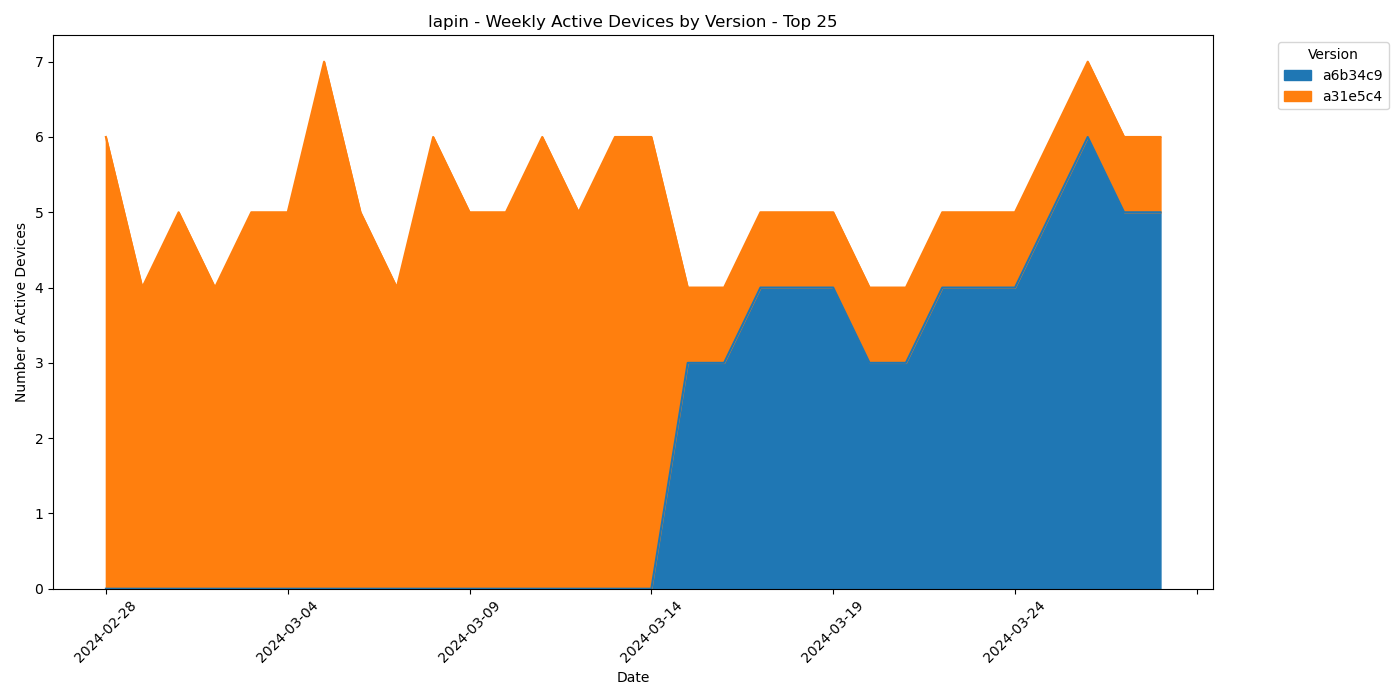 lapin - Weekly Active Devices by Version - Top 25
Version
a6b34c9
a31e5c4
Number of Active Devices
7
6
5
4
3
2
1
0
2024-02-28
2024-03-04
2024-03-09
2024-03-14
2024-03-19
2024-03-24
Date